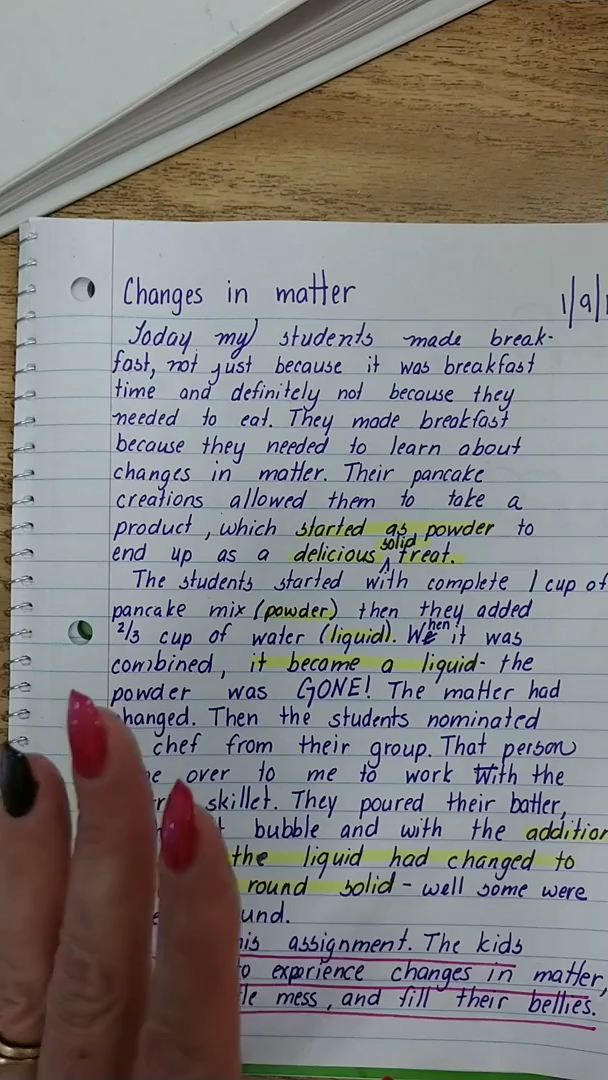 Changes in matter
1/9/
Today my students made break-
fast, not just because it was breakfast
time and definitely not because they
needed to eat. They made breakfast
because they needed to learn about
changes in matter. Their pancake
creations allowed them to take a
product, which started as powder to
end up as a delicious solid treat.
The students started with complete 1 cup of
pancake mix (powder) then they added
2/3 cup of water (liquid). When it was
combined, it became a liquid- the
powder was GONE! The matter had
changed. Then the students nominated
chef from their group. That person
over to me to work with the
skillet. They poured their batter,
bubble and with the addition
the liquid had changed to
round solid - well some were
assignment. The kids
experience changes in matter,
mess, and fill their bellies.